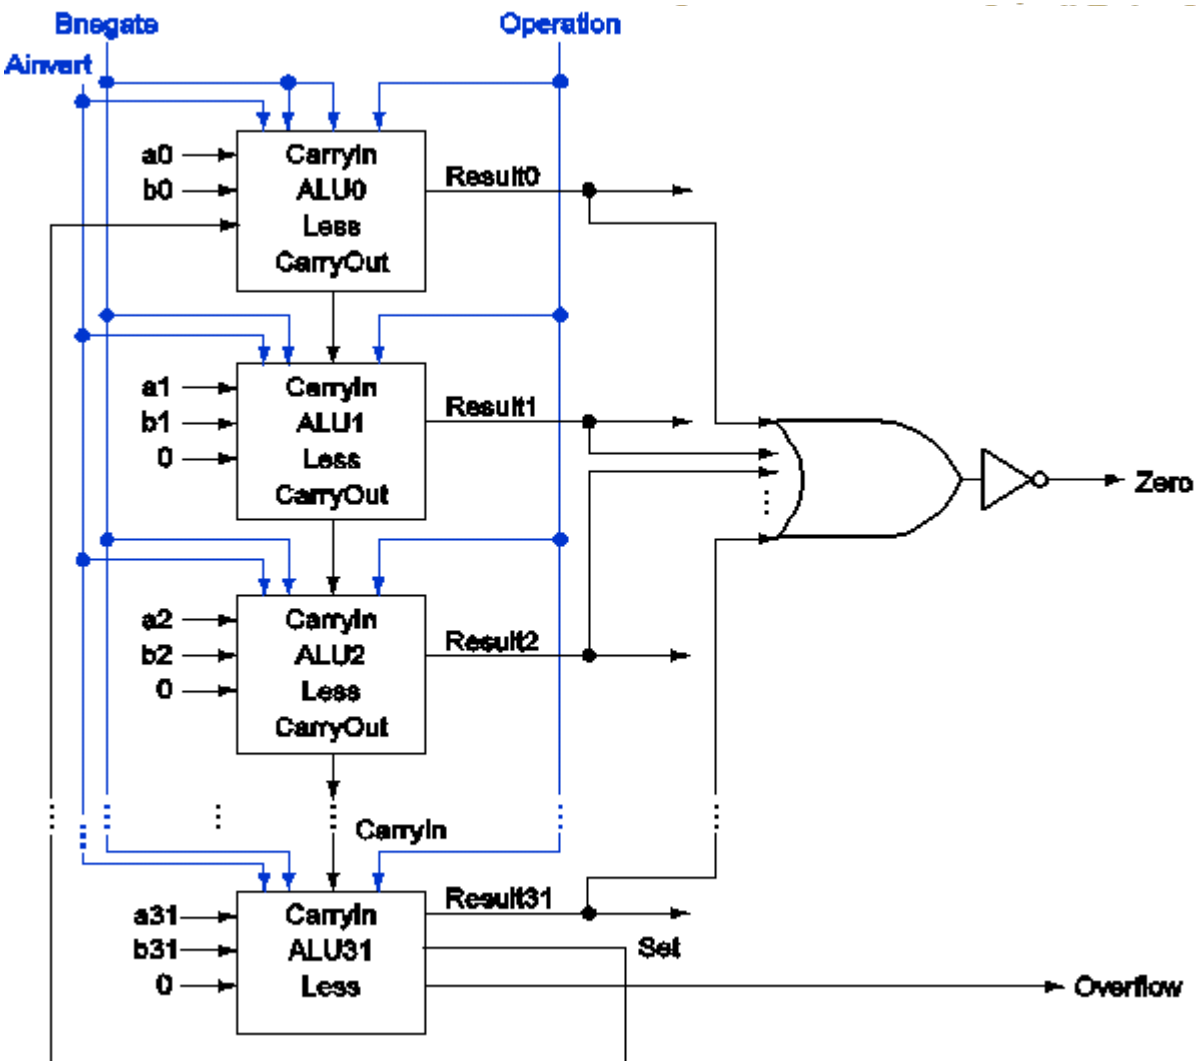 Bnegate
Operation
Ainvert
a0
CarryIn
Result0
b0
ALU0
Less
CarryOut
a1
CarryIn
Result1
b1
ALU1
0
Less
CarryOut
Zero
a2
CarryIn
Result2
b2
ALU2
0
Less
CarryOut
CarryIn
a31
CarryIn
Result31
b31
ALU31
Set
0
Less
Overflow